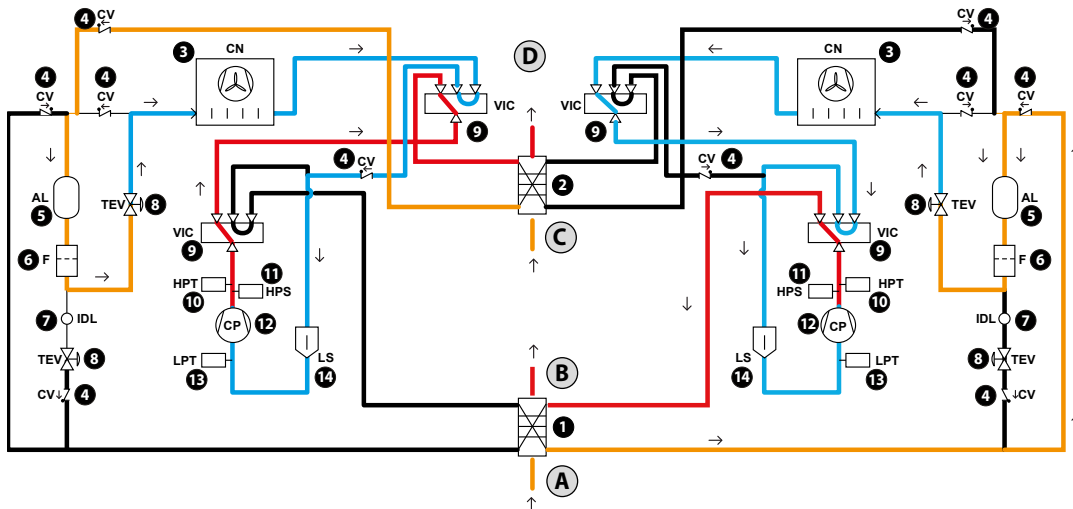 4 CV
CV 4
3 CN
D
CN 3
4 CV
CV
4
4
CV
4
CV
VIC
9
VIC
9
4
CV
CV
4
2
AL
5
TEV 8
8 TEV
AL
5
VIC
9
C
VIC
9
6 F
F 6
HPT
10
11
HPS
11
HPS
HPT
10
7 IDL
CP 12
12 CP
IDL 7
TEV 8
LPT
13
LS
14
LS
14
LPT
13
8 TEV
B
CV 4
4 CV
1
A